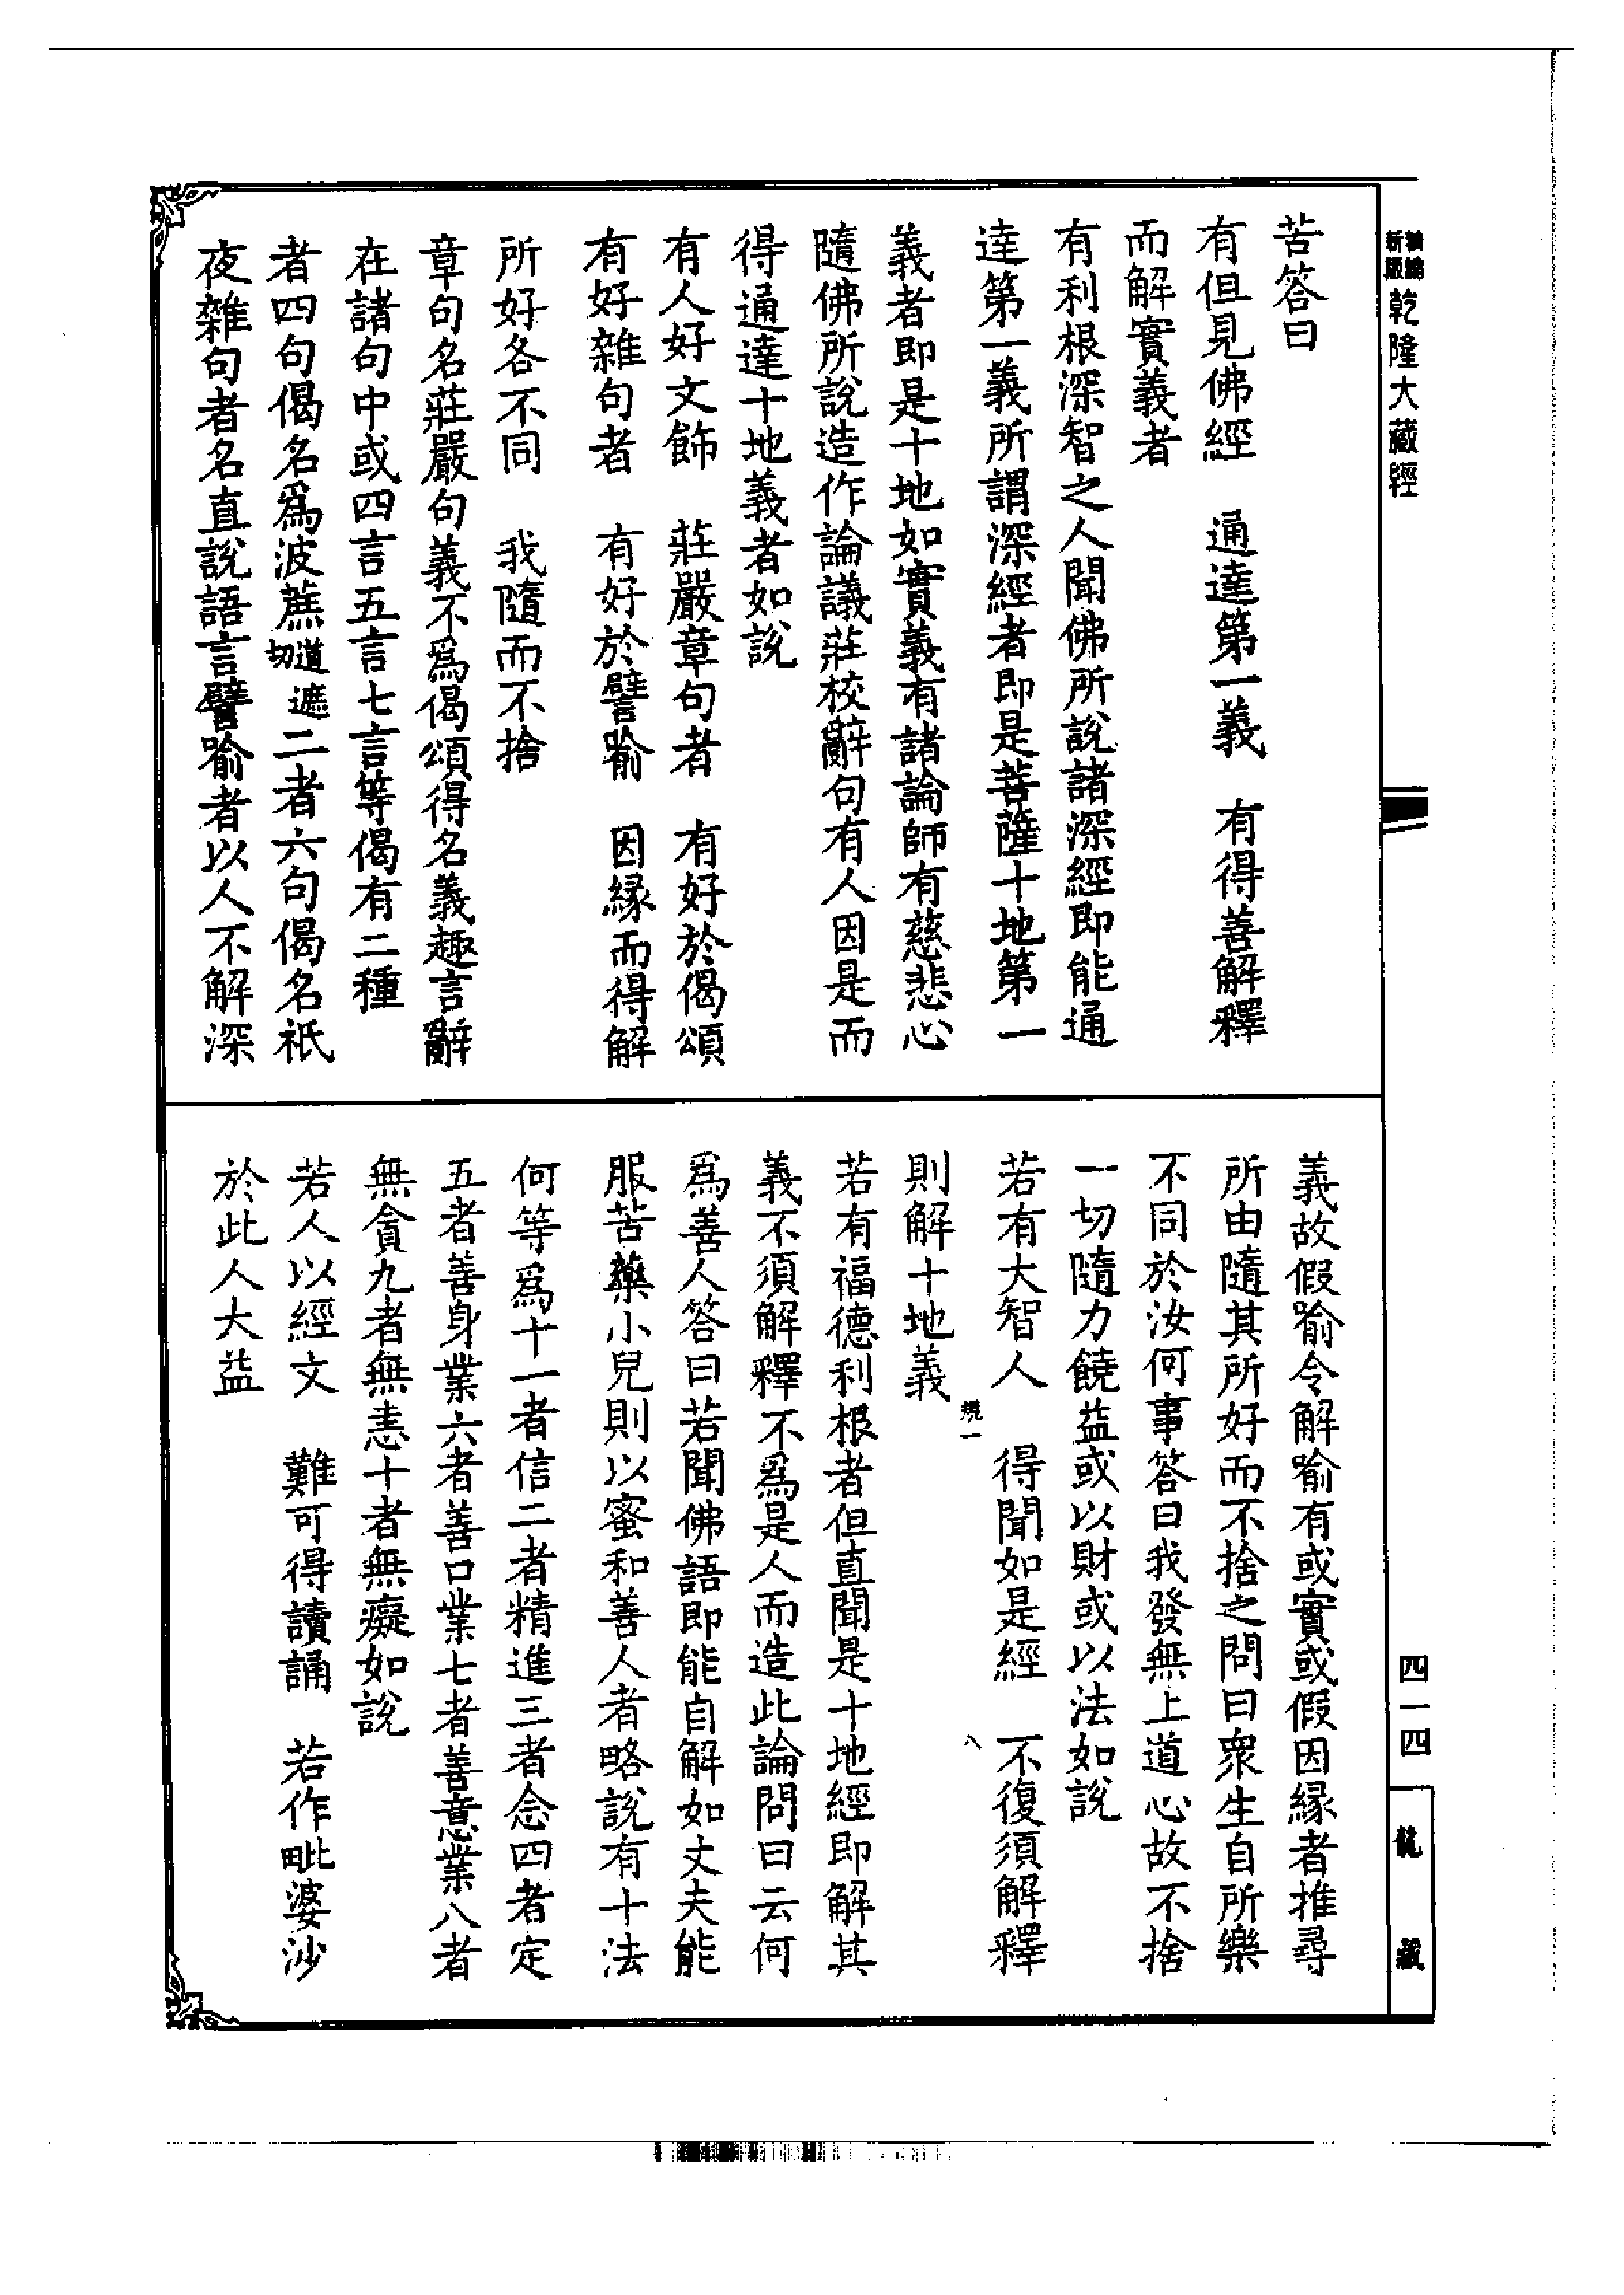 新編縮版 乾隆大藏經
苦答曰
有但見佛經　通達第一義　有得善解釋
而解實義者
有利根深智之人聞佛所說諸深經即能通
達第一義所謂深經者即是菩薩十地第一
義者即是十地如實義有諸論師有慈悲心
隨佛所說造作論議莊校辭句有人因是而
得通達十地義者如說
有人好文飾　莊嚴章句者　有好於偈頌
有好雜句者　有好於譬喻　因緣而得解
所好各不同　我隨而不捨
章句名莊嚴句義不爲偈頌得名義趣言辭
在諸句中或四言五言七言等偈有二種一
者四句偈名爲波蔗切道遮二者六句偈名祇
夜雜句者名直說語言譬喻者以人不解深
義故假喻令解喻有或實或假因緣者推尋
所由隨其所好而不捨之問曰衆生自所樂
不同於汝何事答曰我發無上道心故不捨
一切隨力饒益或以財或以法如說
若有大智人　得聞如是經　不復須解釋
規一　八
則解十地義
若有福德利根者但直聞是十地經即解其
義不須解釋不爲是人而造此論問曰云何
爲善人答曰若聞佛語即能自解如丈夫能
服苦藥小兒則以蜜和善人者略說有十法
何等爲十一者信二者精進三者念四者定
五者善身業六者善口業七者善意業八者
無貪九者無恚十者無癡如說
若人以經文　難可得讀誦　若作毗婆沙
於此人大益
四一四
龍藏